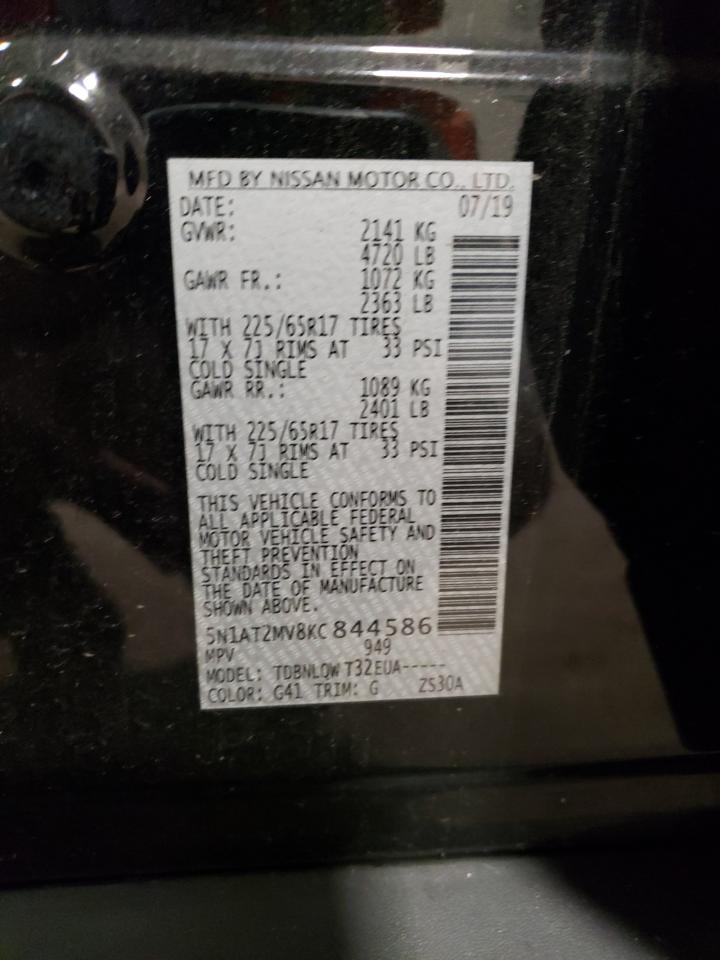 MFD BY NISSAN MOTOR CO., LTD.
DATE: 07/19
GVWR: 2141 KG
4720 LB
GAWR FR.: 1072 KG
2363 LB
WITH 225/65R17 TIRES
17 X 7J RIMS AT 33 PSI
COLD SINGLE
GAWR RR.: 1089 KG
2401 LB
WITH 225/65R17 TIRES
17 X 7J RIMS AT 33 PSI
COLD SINGLE
THIS VEHICLE CONFORMS TO
ALL APPLICABLE FEDERAL
MOTOR VEHICLE SAFETY AND
THEFT PREVENTION
STANDARDS IN EFFECT ON
THE DATE OF MANUFACTURE
SHOWN ABOVE.
5N1AT2MV8KC844586
MPV 949
MODEL: TDBNLQW T32EUA-----
COLOR: G41 TRIM: G ZS30A